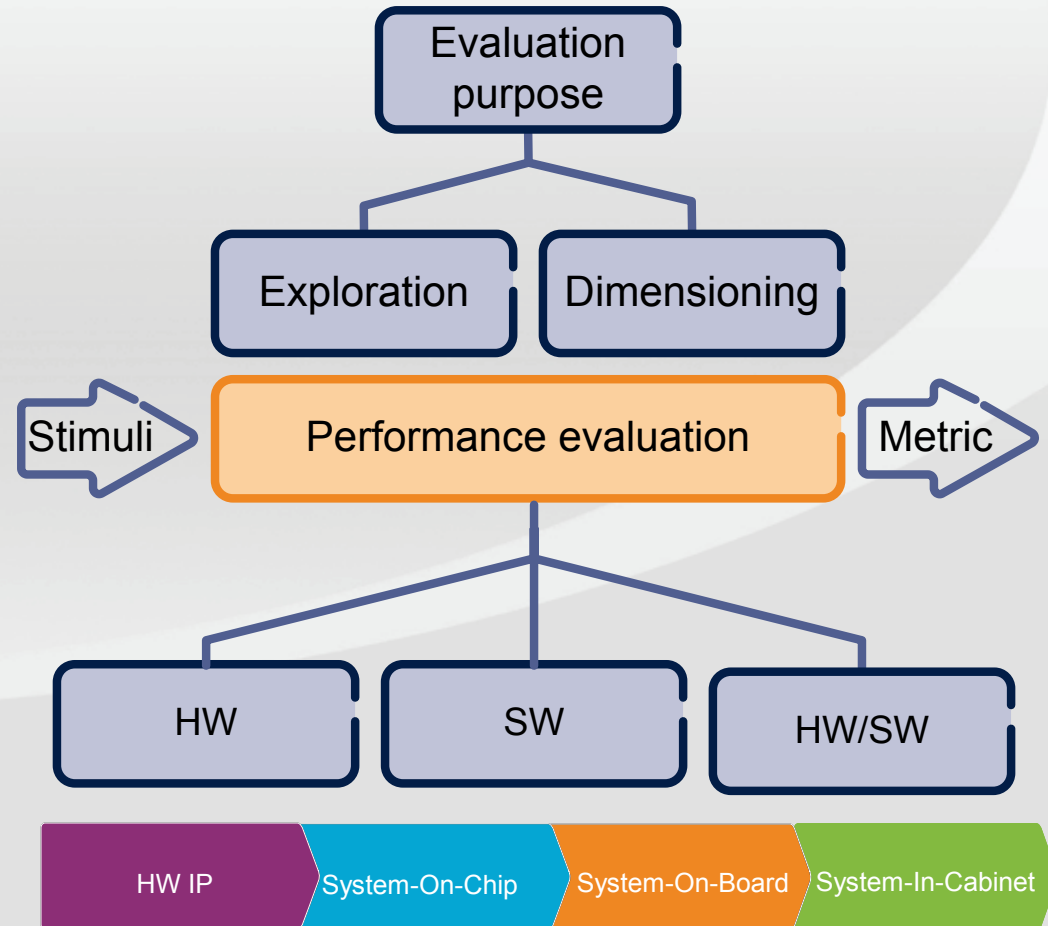 Evaluation
purpose
Exploration
Dimensioning
Stimuli
Performance evaluation
Metric
HW
SW
HW/SW
HW IP
System-On-Chip
System-On-Board
System-In-Cabinet